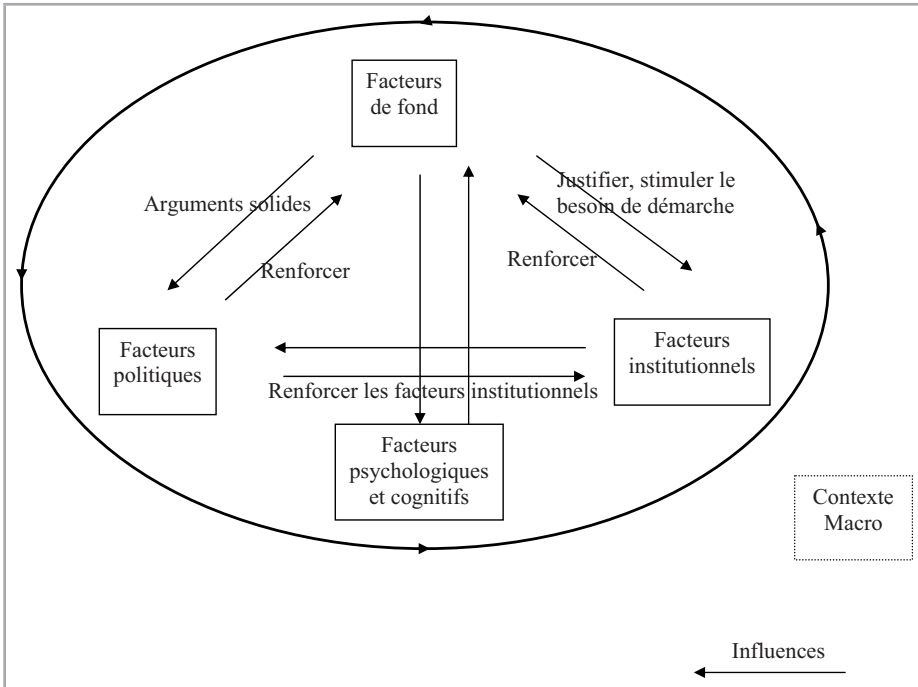 Facteurs
de fond
Justifier, stimuler le
besoin de démarche
Arguments solides
Renforcer
Renforcer
Facteurs
politiques
Facteurs
institutionnels
Renforcer les facteurs institutionnels
Facteurs
psychologiques
et cognitifs
Contexte
Macro
Influences